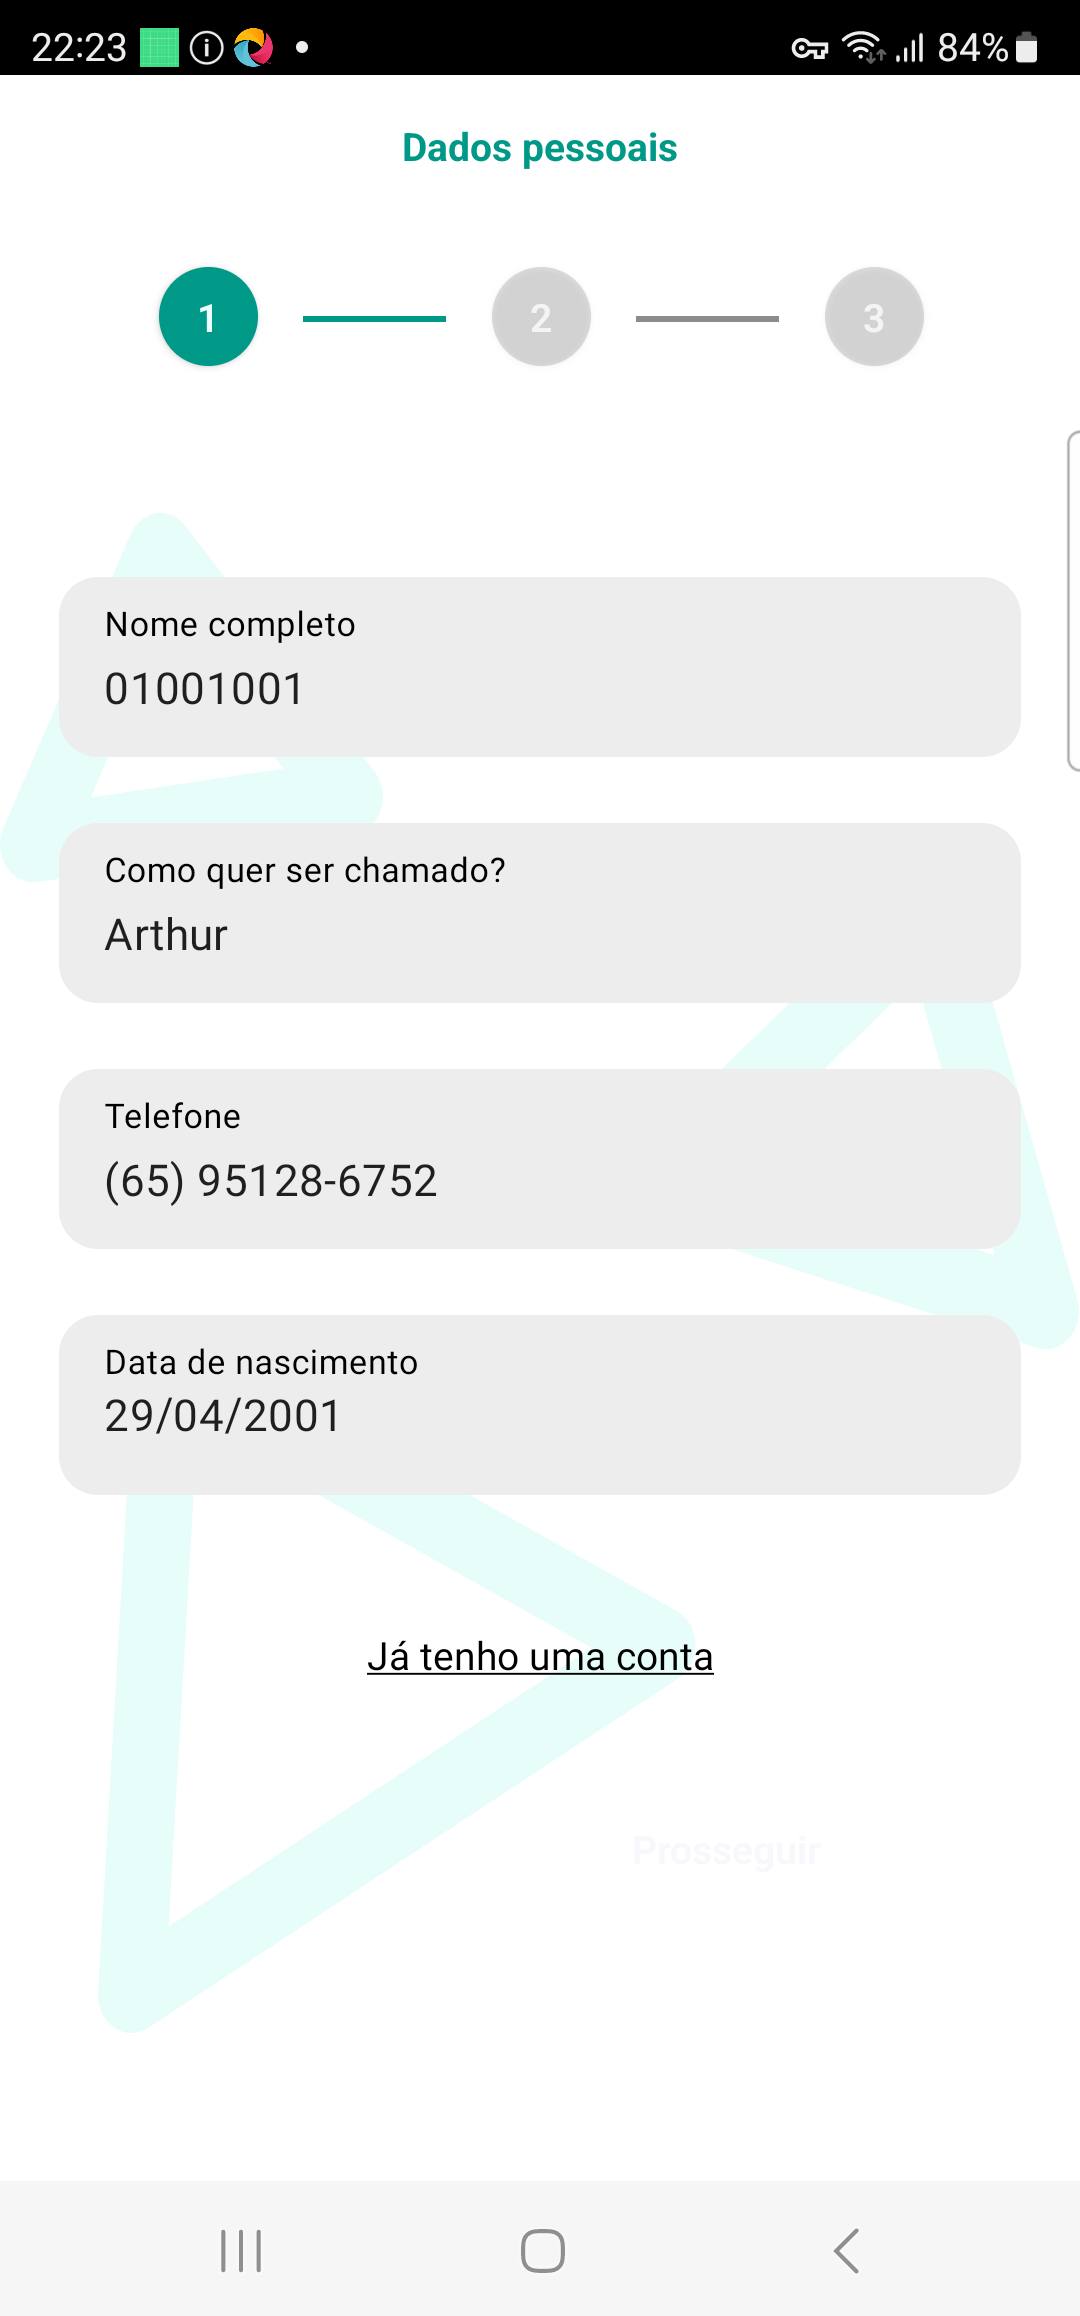 22:23
84%
Dados pessoais
1
2
3
Nome completo
01001001
Como quer ser chamado?
Arthur
Telefone
(65) 95128-6752
Data de nascimento
29/04/2001
Já tenho uma conta
Prosseguir